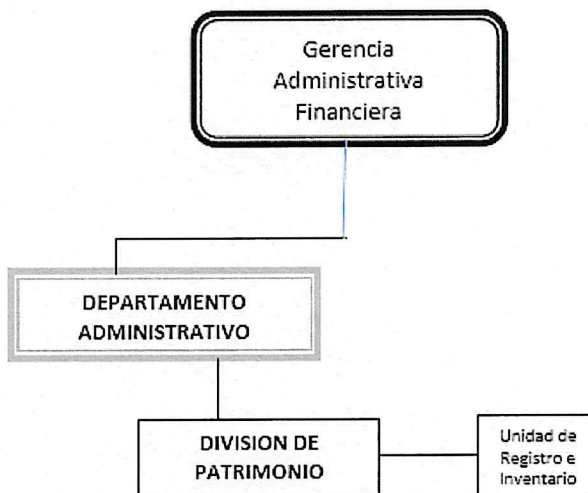 Gerencia
Administrativa
Financiera
DEPARTAMENTO
ADMINISTRATIVO
DIVISION DE
PATRIMONIO
Unidad de
Registro e
Inventario